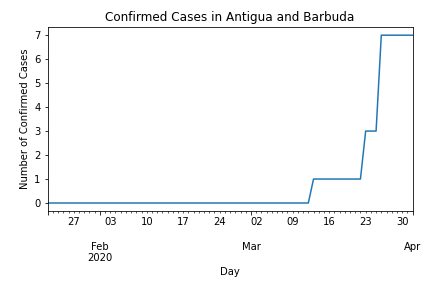 Confirmed Cases in Antigua and Barbuda
Number of Confirmed Cases
7
6
5
4
3
2
1
0
27 03 10 17 24 02 09 16 23 30
Feb Mar Apr
2020
Day